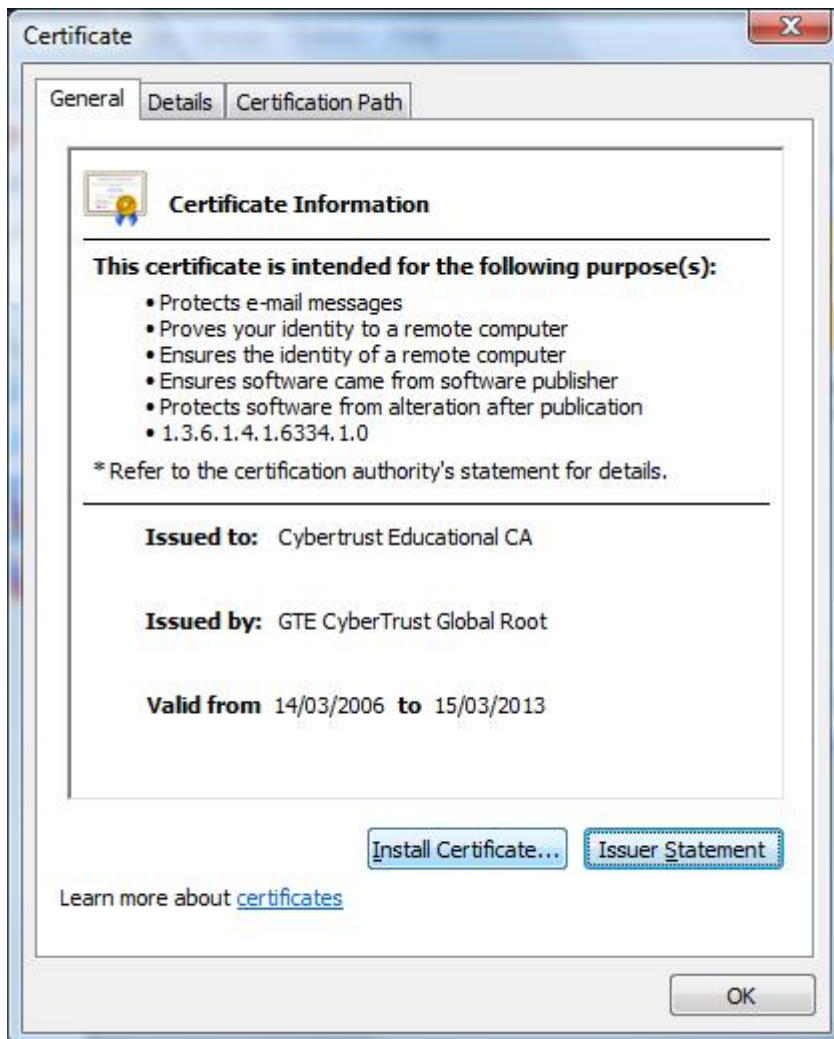 Certificate
General Details Certification Path
Certificate Information
This certificate is intended for the following purpose(s):
• Protects e-mail messages
• Proves your identity to a remote computer
• Ensures the identity of a remote computer
• Ensures software came from software publisher
• Protects software from alteration after publication
• 1.3.6.1.4.1.6334.1.0
* Refer to the certification authority's statement for details.
Issued to: Cybertrust Educational CA
Issued by: GTE CyberTrust Global Root
Valid from 14/03/2006 to 15/03/2013
Install Certificate... Issuer Statement
Learn more about certificates
OK